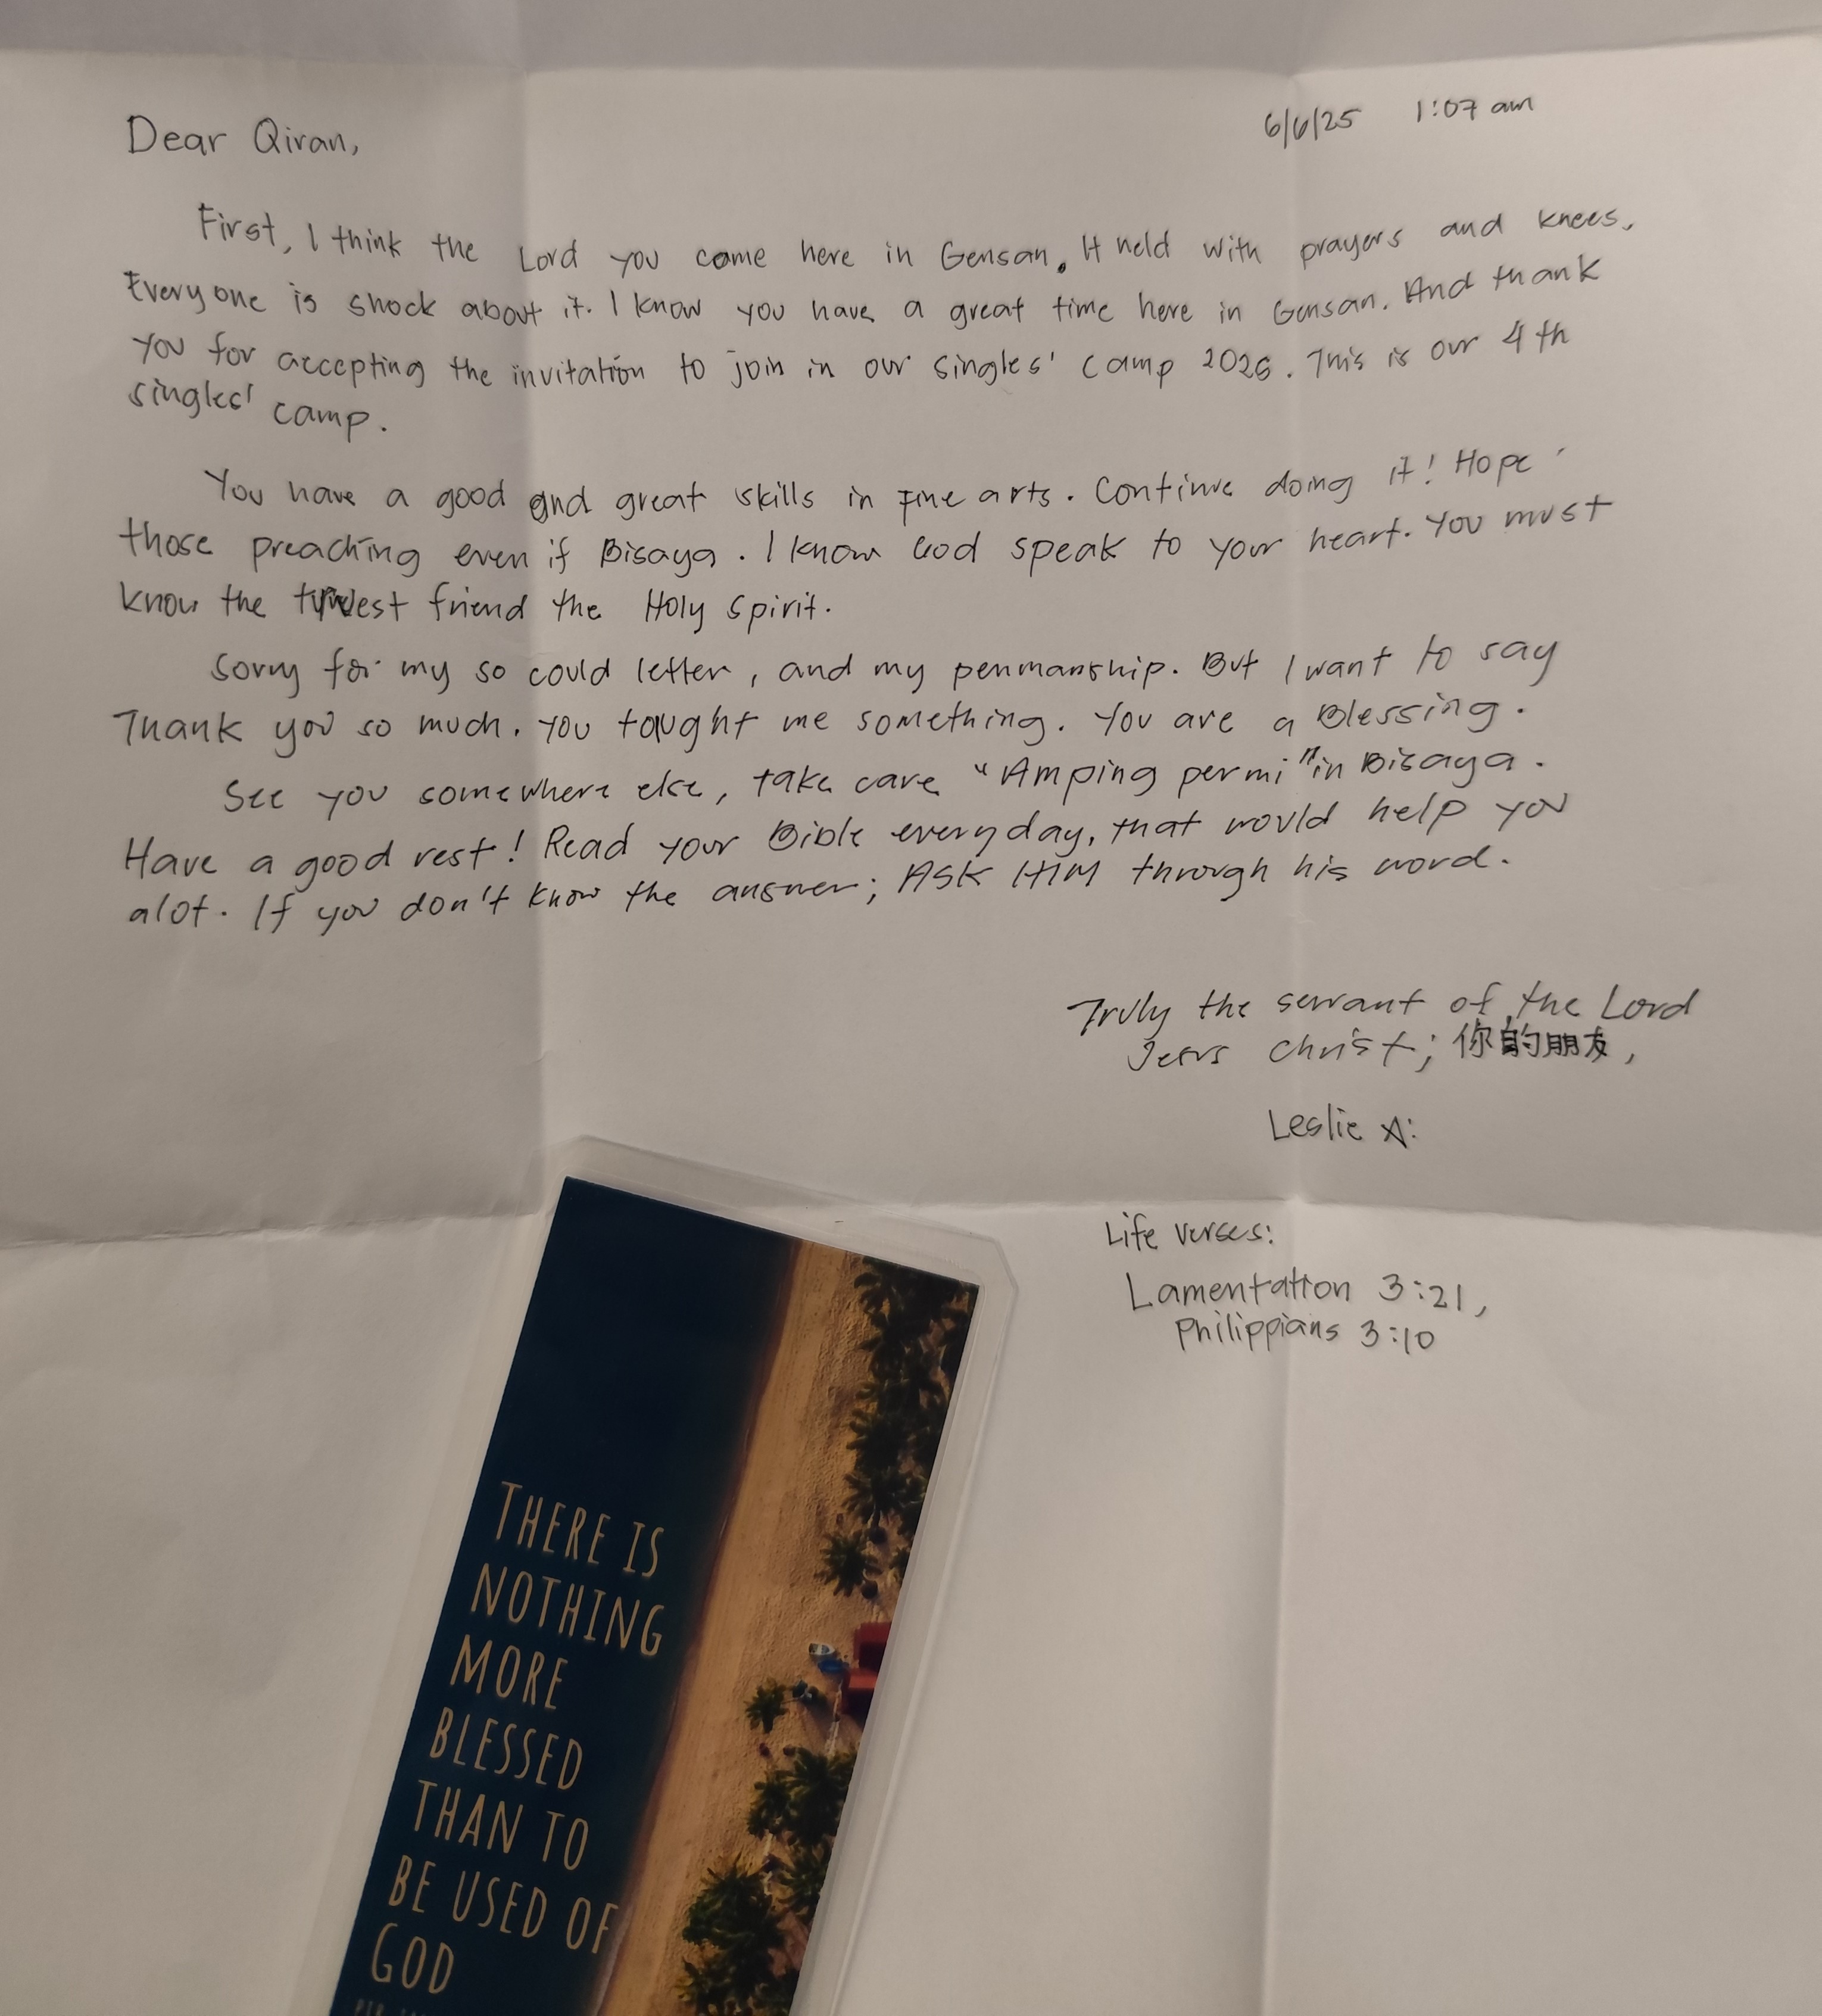 Dear Qiran,
6/6/25 1:07 am
First, I think the Lord you come here in Gensan. It held with prayers and knees.
Everyone is shock about it. I know you have a great time here in Gensan. And thank
you for accepting the invitation to join in our singles' camp 2025. This is our 4th
singles' camp.
You have a good and great skills in Fine arts. Continue doing it! Hope
those preaching even if Bisaya. I know God speak to your heart. You must
know the friend the Holy Spirit.
Sorry for my so could letter, and my penmanship. But I want to say
Thank you so much. You taught me something. You are a Blessing.
See you somewhere else, take care "Amping permi" in Bisaya.
Have a good rest! Read your Bible everyday, that would help you
alot. If you don't know the answer; ASK HIM through his word.
Truly the servant of the Lord
Jesus Christ; 你的朋友,
Leslie A:
Life verses:
Lamentation 3:21,
Philippians 3:10
THERE IS
NOTHING
MORE
BLESSED
THAN TO
BE USED OF
GOD